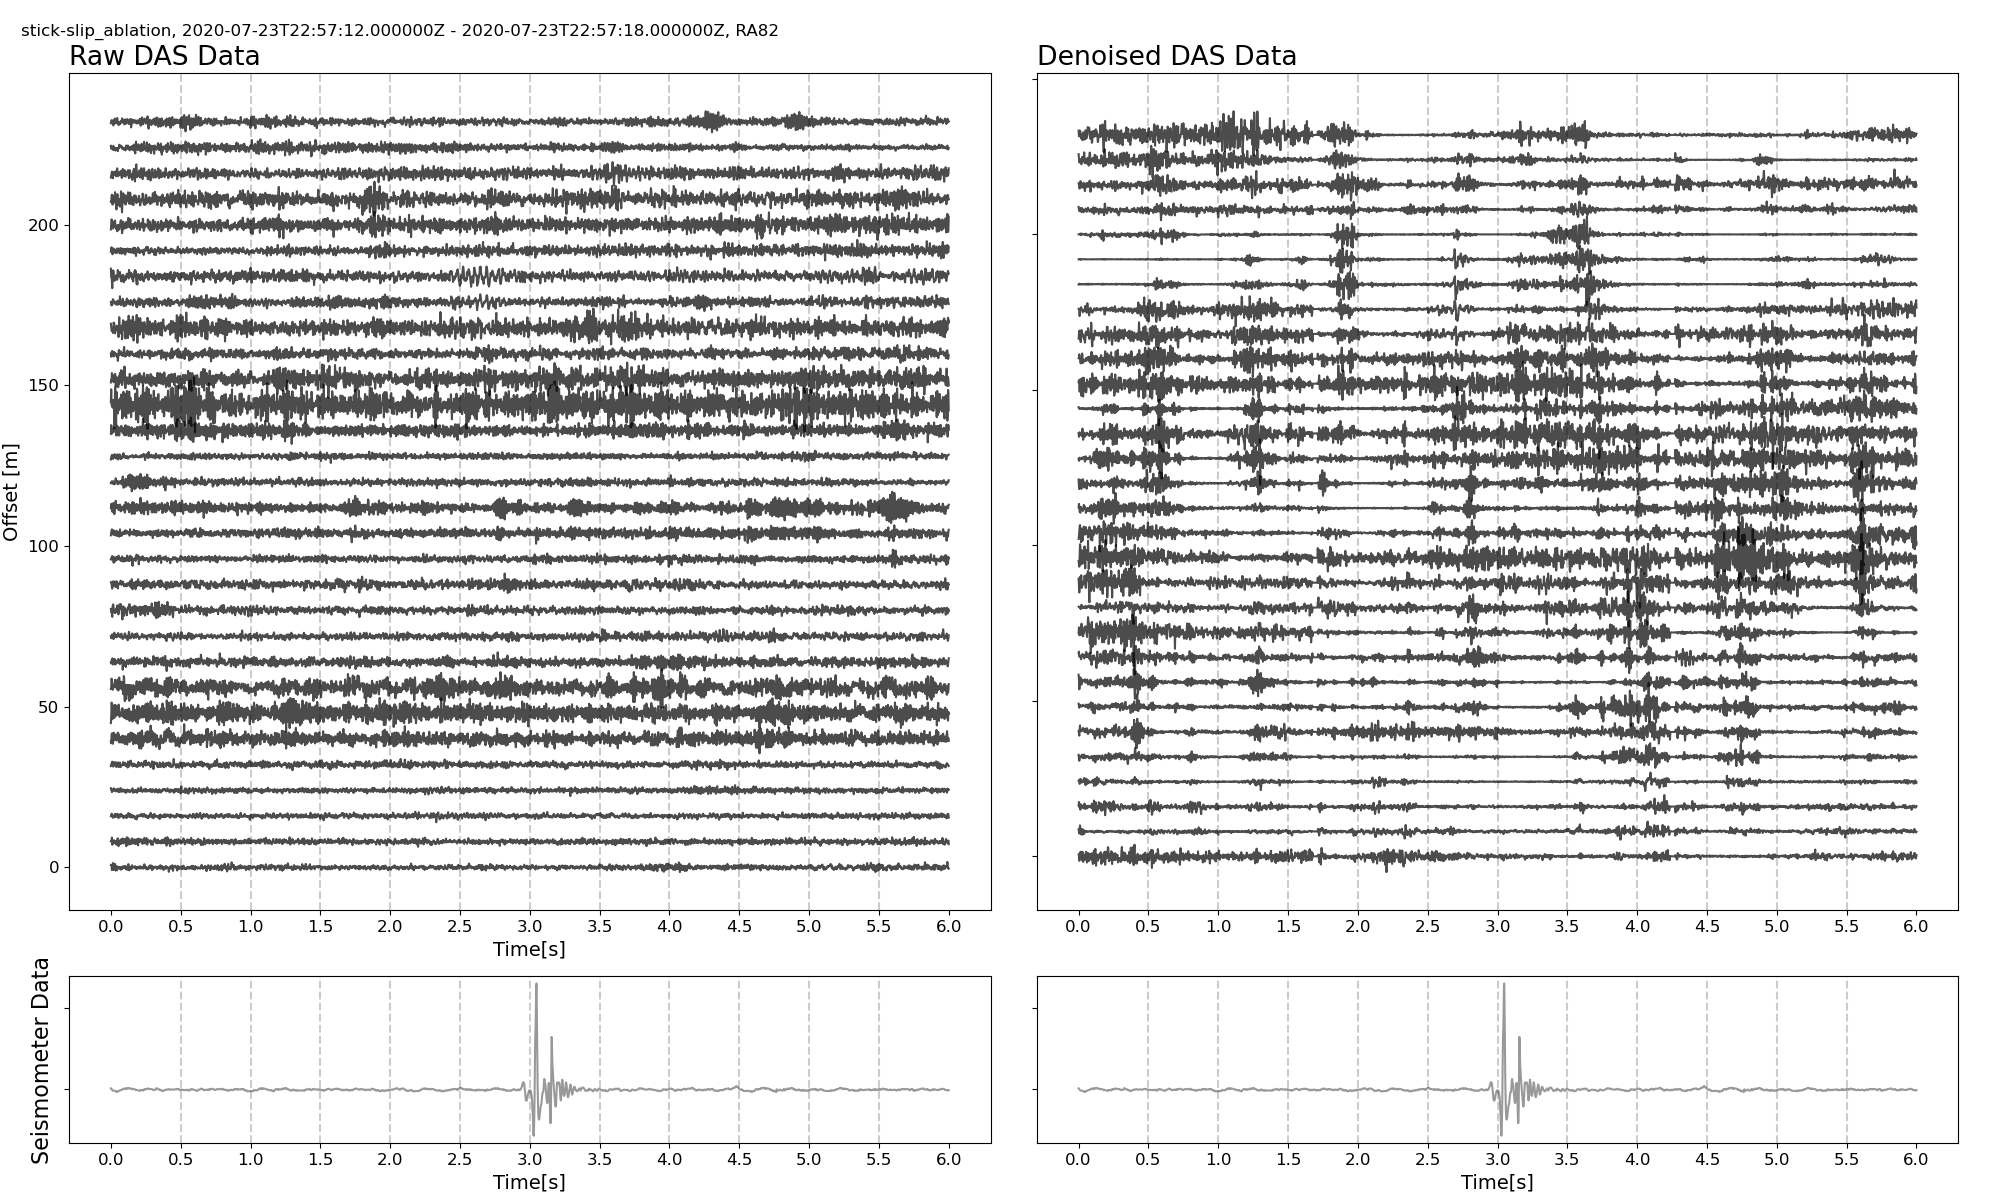 stick-slip_ablation, 2020-07-23T22:57:12.000000Z - 2020-07-23T22:57:18.000000Z, RA82
Raw DAS Data
Denoised DAS Data
Offset [m]
200
150
100
50
0
0.0 0.5 1.0 1.5 2.0 2.5 3.0 3.5 4.0 4.5 5.0 5.5 6.0
Time[s]
0.0 0.5 1.0 1.5 2.0 2.5 3.0 3.5 4.0 4.5 5.0 5.5 6.0
Seismometer Data
0.0 0.5 1.0 1.5 2.0 2.5 3.0 3.5 4.0 4.5 5.0 5.5 6.0
Time[s]
0.0 0.5 1.0 1.5 2.0 2.5 3.0 3.5 4.0 4.5 5.0 5.5 6.0
Time[s]